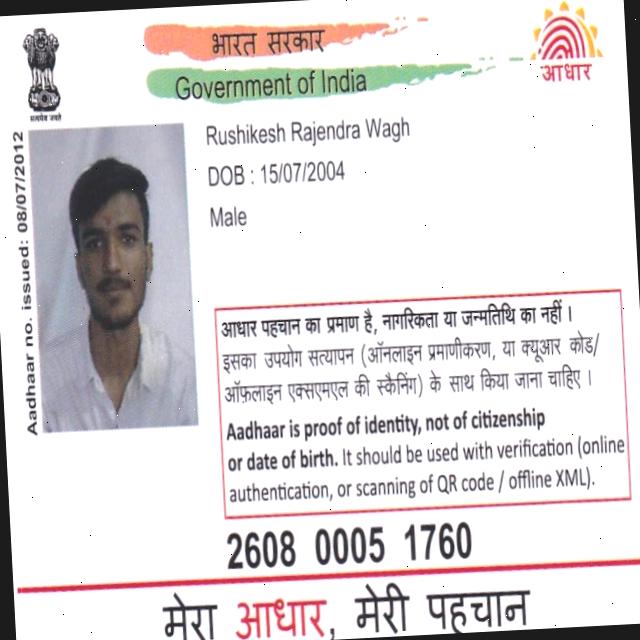 भारत सरकार
Government of India
आधार
सत्यमेव जयते
Aadhaar no. issued: 08/07/2012
Rushikesh Rajendra Wagh
DOB : 15/07/2004
Male
आधार पहचान का प्रमाण है, नागरिकता या जन्मतिथि का नहीं ।
इसका उपयोग सत्यापन (ऑनलाइन प्रमाणीकरण, या क्यूआर कोड/
ऑफ़लाइन एक्सएमएल की स्कैनिंग) के साथ किया जाना चाहिए ।
Aadhaar is proof of identity, not of citizenship
or date of birth. It should be used with verification (online
authentication, or scanning of QR code / offline XML).
2608 0005 1760
मेरा आधार, मेरी पहचान